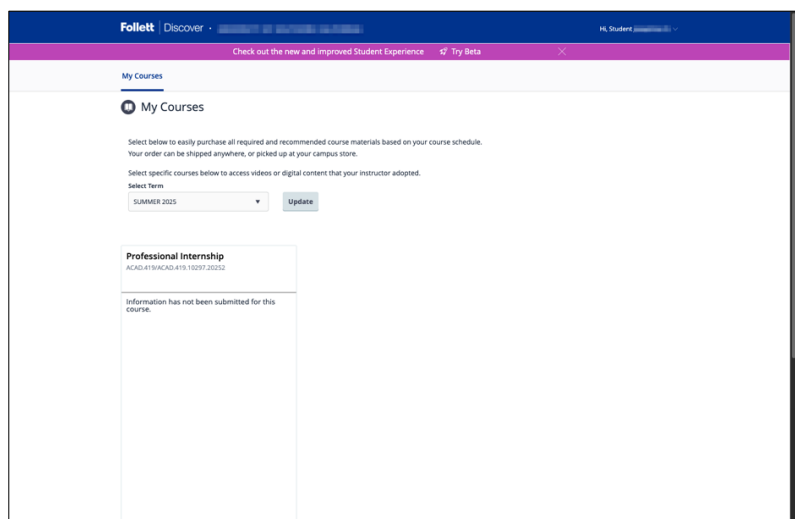 Follett | Discover ·
Hi, Student
Check out the new and improved Student Experience Try Beta
My Courses
My Courses
Select below to easily purchase all required and recommended course materials based on your course schedule.
Your order can be shipped anywhere, or picked up at your campus store.
Select specific courses below to access videos or digital content that your instructor adopted.
Select Term
SUMMER 2025 Update
Professional Internship
ACAD.419/ACAD.419.10297.20252
Information has not been submitted for this
course.